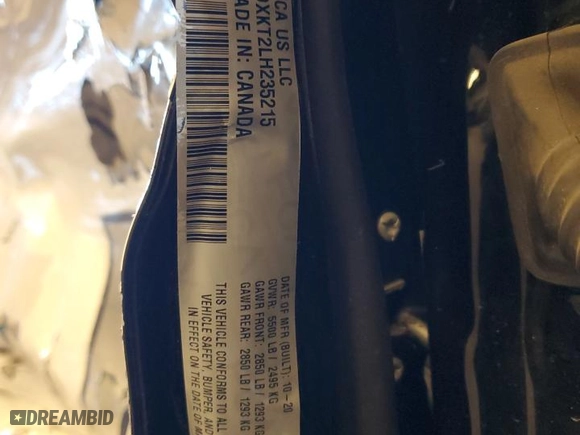 CA US LLC
XKT2LH235215
ADE IN: CANADA
DATE OF MFR (BUILT): 10-20
GVWR: 5500 LB / 2495 KG
GAWR FRONT: 2850 LB / 1293 KG
GAWR REAR: 2850 LB / 1293 KG
THIS VEHICLE CONFORMS TO ALL
VEHICLE SAFETY, BUMPER, AND
IN EFFECT ON THE DATE OF M
DREAMBID